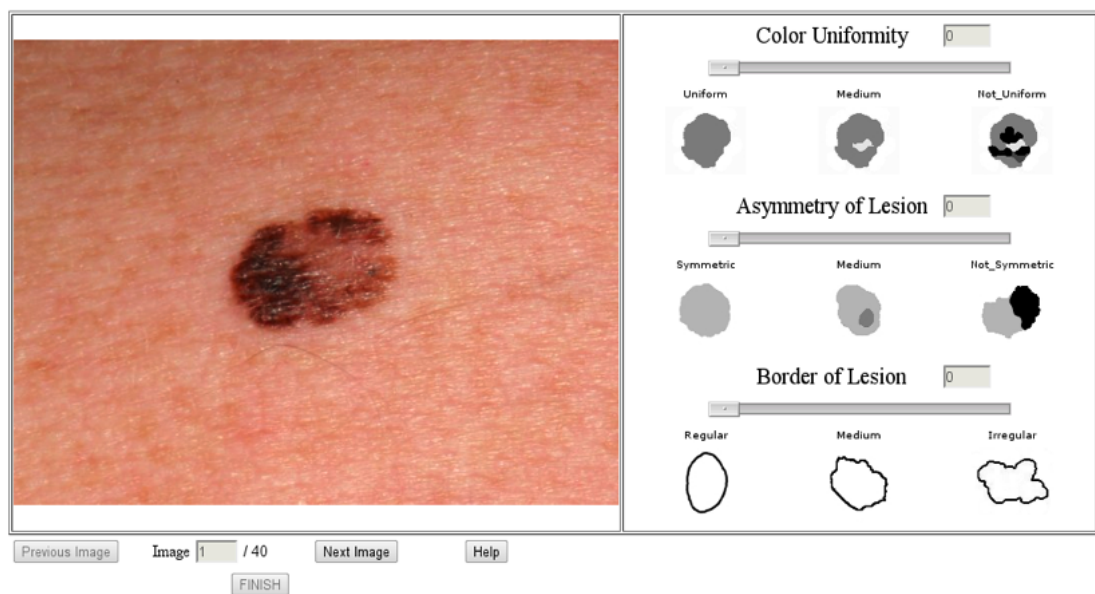 Color Uniformity 0
Uniform Medium Not_Uniform
Asymmetry of Lesion 0
Symmetric Medium Not_Symmetric
Border of Lesion 0
Regular Medium Irregular
Previous Image Image 1 / 40 Next Image Help
FINISH